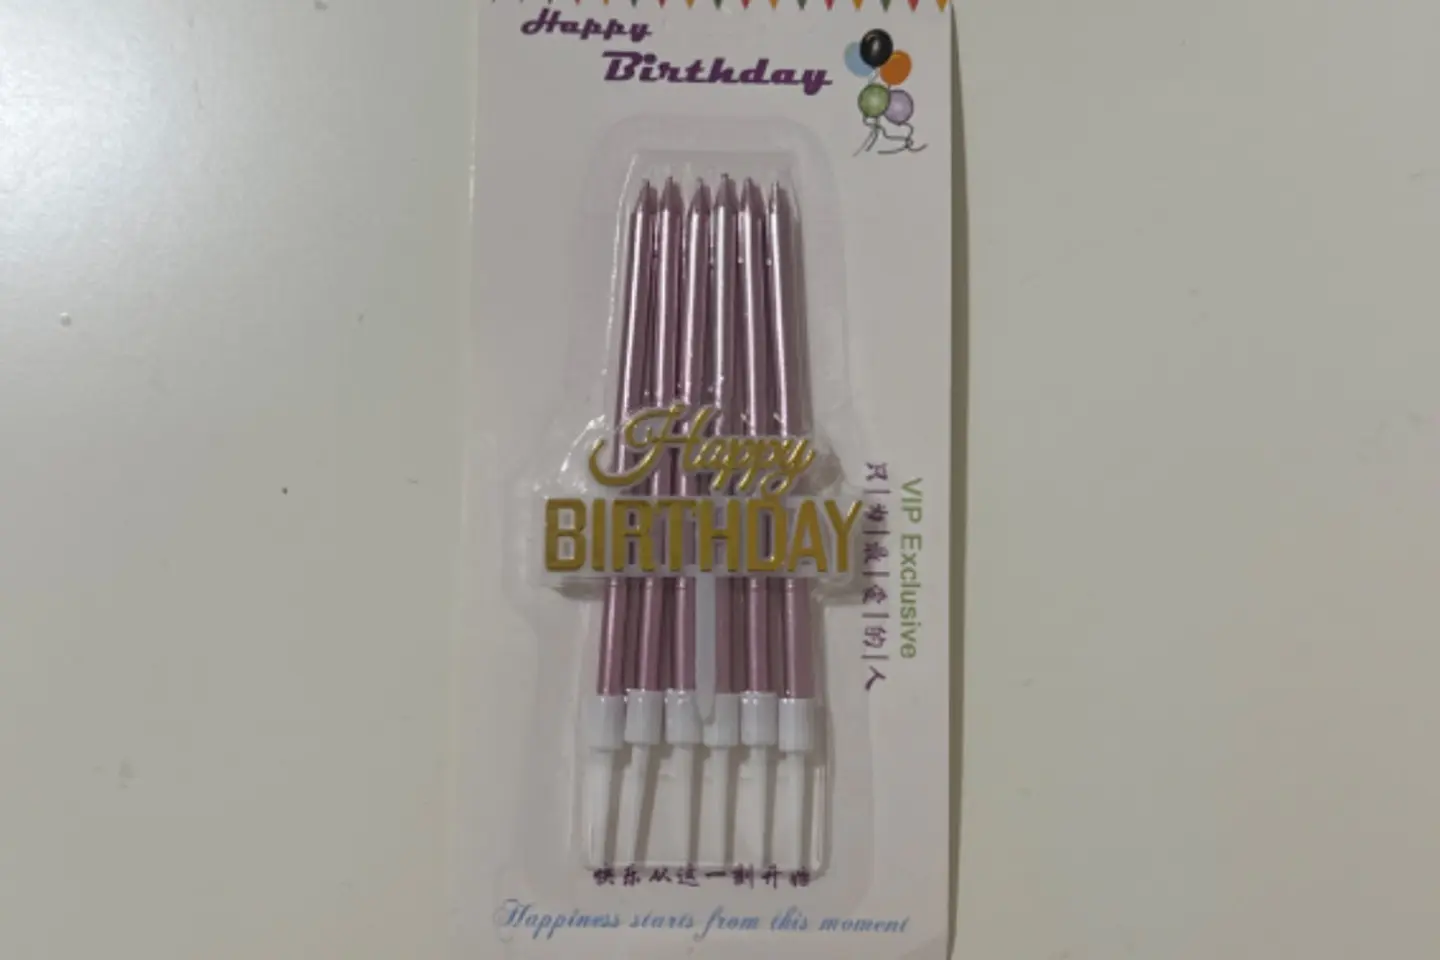 Happy
Birthday
Happy
BIRTHDAY
VIP Exclusive
只|为|最|爱|的|人
快乐从这一刻开始
Happiness starts from this moment